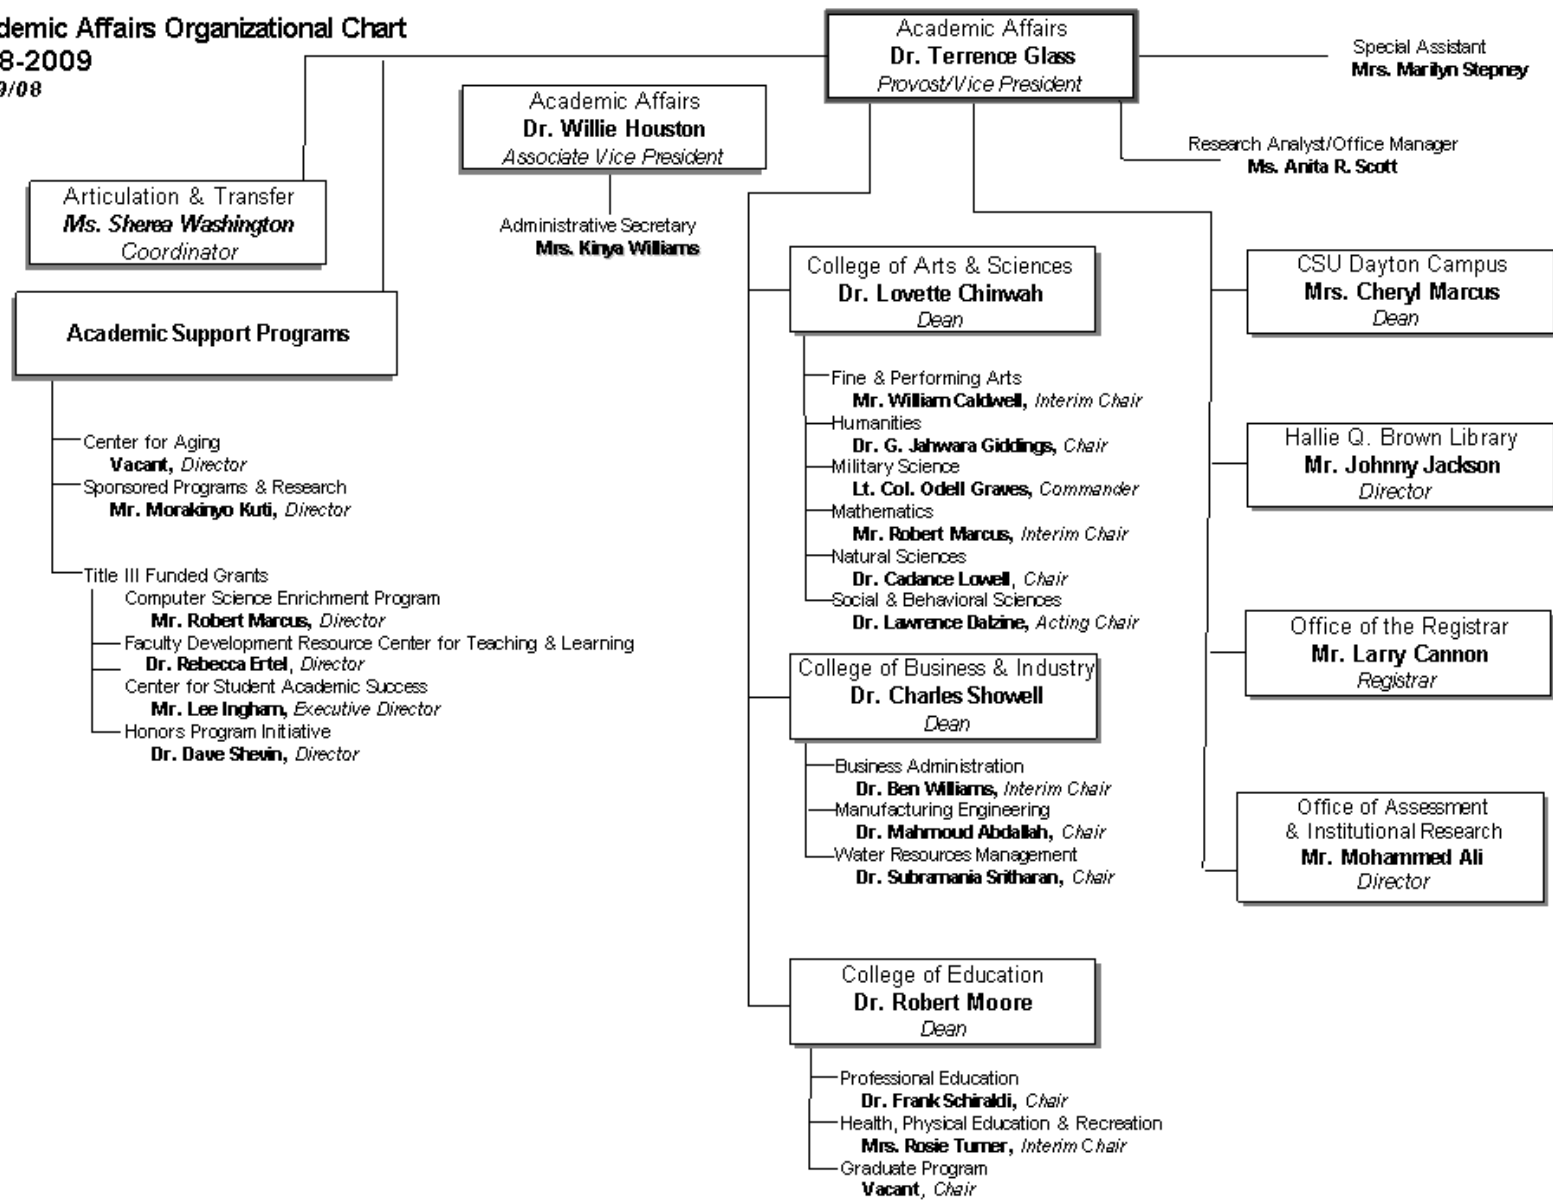 demic Affairs Organizational Chart
8-2009
9/08
Academic Affairs
Dr. Terrence Glass
Provost/Vice President
Special Assistant
Mrs. Marilyn Stepney
Research Analyst/Office Manager
Ms. Anita R. Scott
Academic Affairs
Dr. Willie Houston
Associate Vice President
Administrative Secretary
Mrs. Kinya Williams
Articulation & Transfer
Ms. Sherea Washington
Coordinator
Academic Support Programs
Center for Aging
Vacant, Director
Sponsored Programs & Research
Mr. Morakinyo Kuti, Director
Title III Funded Grants
Computer Science Enrichment Program
Mr. Robert Marcus, Director
Faculty Development Resource Center for Teaching & Learning
Dr. Rebecca Ertel, Director
Center for Student Academic Success
Mr. Lee Ingham, Executive Director
Honors Program Initiative
Dr. Dave Shevin, Director
College of Arts & Sciences
Dr. Lovette Chinwah
Dean
Fine & Performing Arts
Mr. William Caldwell, Interim Chair
Humanities
Dr. G. Jahwara Giddings, Chair
Military Science
Lt. Col. Odell Graves, Commander
Mathematics
Mr. Robert Marcus, Interim Chair
Natural Sciences
Dr. Cadance Lowell, Chair
Social & Behavioral Sciences
Dr. Lawrence Dalzine, Acting Chair
College of Business & Industry
Dr. Charles Showell
Dean
Business Administration
Dr. Ben Williams, Interim Chair
Manufacturing Engineering
Dr. Mahmoud Abdallah, Chair
Water Resources Management
Dr. Subramania Sritharan, Chair
College of Education
Dr. Robert Moore
Dean
Professional Education
Dr. Frank Schiraldi, Chair
Health, Physical Education & Recreation
Mrs. Rosie Turner, Interim Chair
Graduate Program
Vacant, Chair
CSU Dayton Campus
Mrs. Cheryl Marcus
Dean
Hallie Q. Brown Library
Mr. Johnny Jackson
Director
Office of the Registrar
Mr. Larry Cannon
Registrar
Office of Assessment
& Institutional Research
Mr. Mohammed Ali
Director